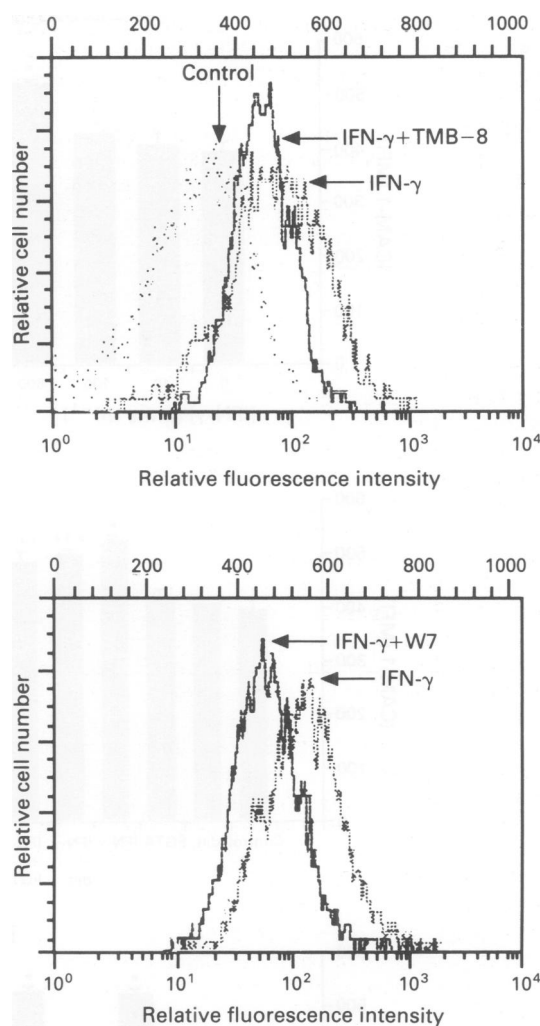 0 200 400 600 800 1000
Control
IFN-γ+TMB–8
IFN-γ
Relative cell number
10⁰ 10¹ 10² 10³ 10⁴
Relative fluorescence intensity
0 200 400 600 800 1000
IFN-γ+W7
IFN-γ
Relative cell number
10⁰ 10¹ 10² 10³ 10⁴
Relative fluorescence intensity